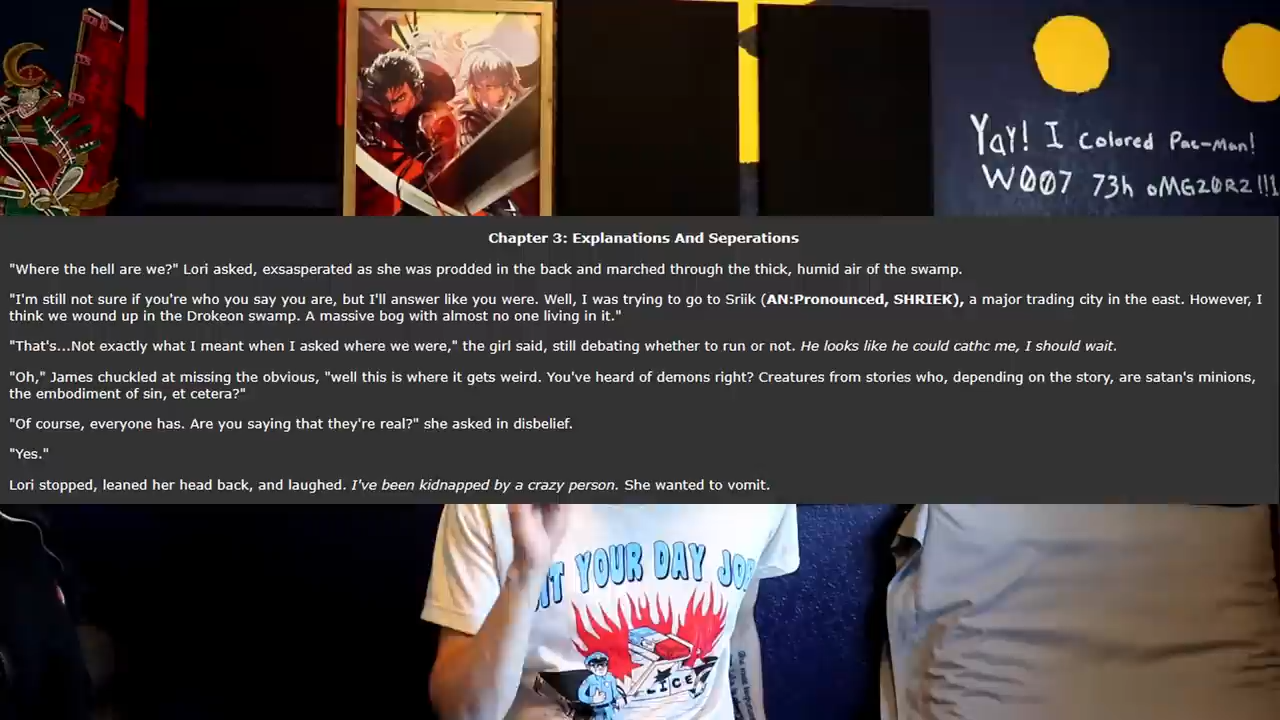 Yay! I Colored Pac-Man!
W007 73h oMGZ0RZ!!!1
Chapter 3: Explanations And Seperations
"Where the hell are we?" Lori asked, exsasperated as she was prodded in the back and marched through the thick, humid air of the swamp.
"I'm still not sure if you're who you say you are, but I'll answer like you were. Well, I was trying to go to Sriik (AN:Pronounced, SHRIEK), a major trading city in the east. However, I
think we wound up in the Drokeon swamp. A massive bog with almost no one living in it."
"That's...Not exactly what I meant when I asked where we were," the girl said, still debating whether to run or not. He looks like he could cathc me, I should wait.
"Oh," James chuckled at missing the obvious, "well this is where it gets weird. You've heard of demons right? Creatures from stories who, depending on the story, are satan's minions,
the embodiment of sin, et cetera?"
"Of course, everyone has. Are you saying that they're real?" she asked in disbelief.
"Yes."
Lori stopped, leaned her head back, and laughed. I've been kidnapped by a crazy person. She wanted to vomit.
IT YOUR DAY JOB
LICE